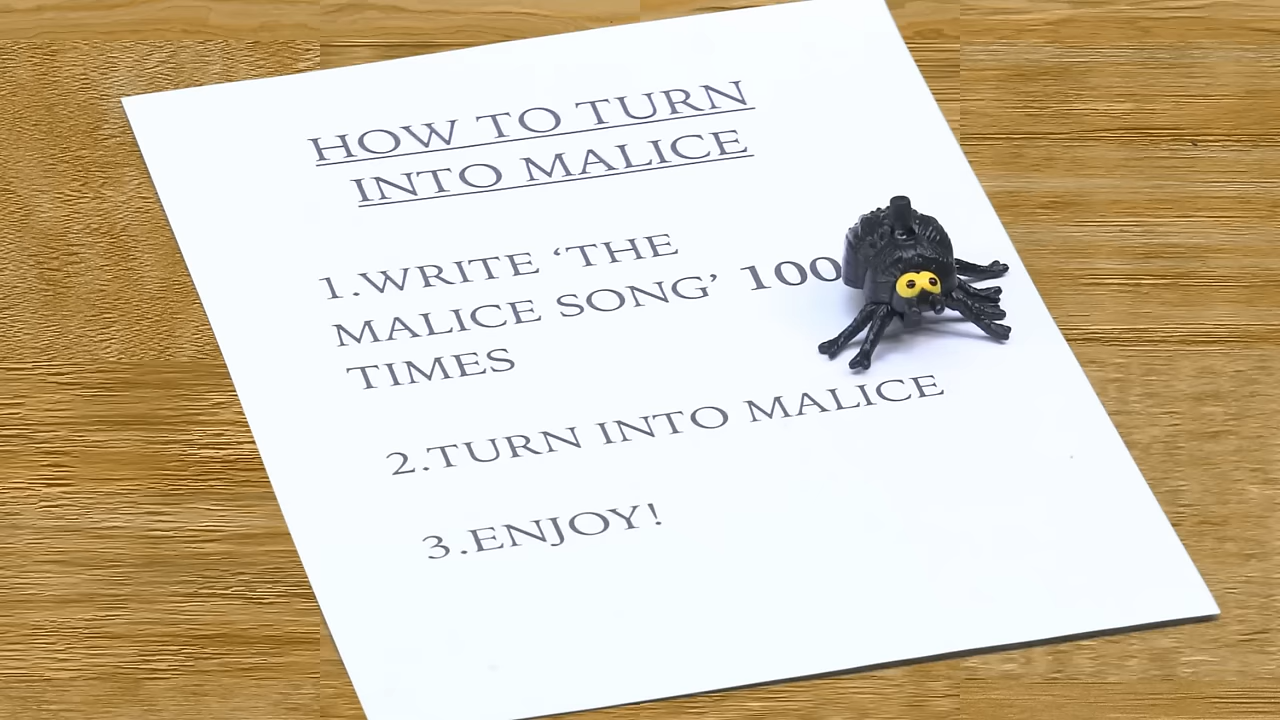 HOW TO TURN
INTO MALICE
1.WRITE ‘THE
MALICE SONG’ 100
TIMES
2.TURN INTO MALICE
3.ENJOY!